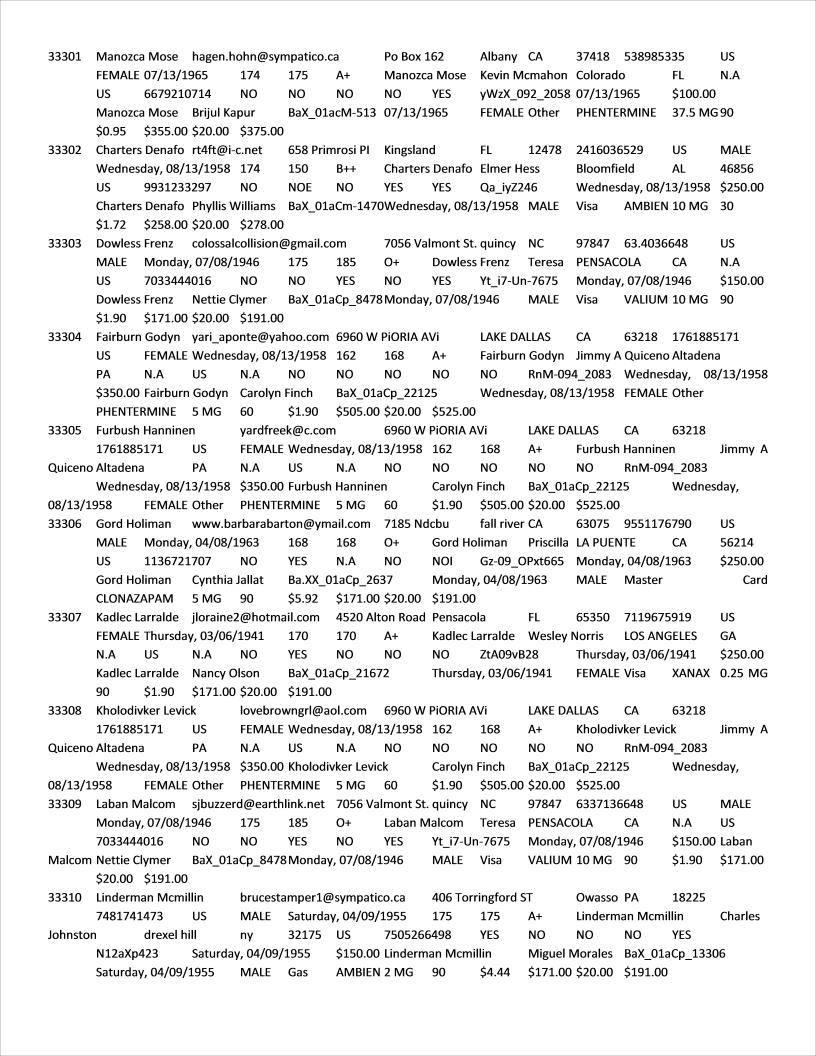 33301 Manozca Mose hagen.hohn@sympatico.ca Po Box 162 Albany CA 37418 538985335 US
FEMALE 07/13/1965 174 175 A+ Manozca Mose Kevin Mcmahon Colorado FL N.A
US 6679210714 NO NO NO NO YES yWzX_092_2058 07/13/1965 $100.00
Manozca Mose Brijul Kapur BaX_01acM-513 07/13/1965 FEMALE Other PHENTERMINE 37.5 MG 90
$0.95 $355.00 $20.00 $375.00
33302 Charters Denafo rt4ft@i-c.net 658 Primrosi Pl Kingsland FL 12478 2416036529 US MALE
Wednesday, 08/13/1958 174 150 B++ Charters Denafo Elmer Hess Bloomfield AL 46856
US 9931233297 NO NOE NO YES YES Qa_iyZ246 Wednesday, 08/13/1958 $250.00
Charters Denafo Phyllis Williams BaX_01aCm-1470 Wednesday, 08/13/1958 MALE Visa AMBIEN 10 MG 30
$1.72 $258.00 $20.00 $278.00
33303 Dowless Frenz colossalcollision@gmail.com 7056 Valmont St. quincy NC 97847 63.4036648 US
MALE Monday, 07/08/1946 175 185 O+ Dowless Frenz Teresa PENSACOLA CA N.A
US 7033444016 NO NO YES NO YES Yt_i7-Un-7675 Monday, 07/08/1946 $150.00
Dowless Frenz Nettie Clymer BaX_01aCp_8478 Monday, 07/08/1946 MALE Visa VALIUM 10 MG 90
$1.90 $171.00 $20.00 $191.00
33304 Fairburn Godyn yari_aponte@yahoo.com 6960 W PiORIA AVi LAKE DALLAS CA 63218 1761885171
US FEMALE Wednesday, 08/13/1958 162 168 A+ Fairburn Godyn Jimmy A Quiceno Altadena
PA N.A US N.A NO NO NO NO NO RnM-094_2083 Wednesday, 08/13/1958
$350.00 Fairburn Godyn Carolyn Finch BaX_01aCp_22125 Wednesday, 08/13/1958 FEMALE Other
PHENTERMINE 5 MG 60 $1.90 $505.00 $20.00 $525.00
33305 Furbush Hanninen yardfreek@c.com 6960 W PiORIA AVi LAKE DALLAS CA 63218
1761885171 US FEMALE Wednesday, 08/13/1958 162 168 A+ Furbush Hanninen Jimmy A
Quiceno Altadena PA N.A US N.A NO NO NO NO NO RnM-094_2083
Wednesday, 08/13/1958 $350.00 Furbush Hanninen Carolyn Finch BaX_01aCp_22125 Wednesday,
08/13/1958 FEMALE Other PHENTERMINE 5 MG 60 $1.90 $505.00 $20.00 $525.00
33306 Gord Holiman www.barbarabarton@ymail.com 7185 Ndcbu fall river CA 63075 9551176790 US
MALE Monday, 04/08/1963 168 168 O+ Gord Holiman Priscilla LA PUENTE CA 56214
US 1136721707 NO YES N.A NO NOI Gz-09_OPxt665 Monday, 04/08/1963 $250.00
Gord Holiman Cynthia Jallat Ba.XX_01aCp_2637 Monday, 04/08/1963 MALE Master Card
CLONAZAPAM 5 MG 90 $5.92 $171.00 $20.00 $191.00
33307 Kadlec Larralde jloraine2@hotmail.com 4520 Alton Road Pensacola FL 65350 7119675919 US
FEMALE Thursday, 03/06/1941 170 170 A+ Kadlec Larralde Wesley Norris LOS ANGELES GA
N.A US N.A NO YES NO NO NO ZtA09vB28 Thursday, 03/06/1941 $250.00
Kadlec Larralde Nancy Olson BaX_01aCp_21672 Thursday, 03/06/1941 FEMALE Visa XANAX 0.25 MG
90 $1.90 $171.00 $20.00 $191.00
33308 Kholodivker Levick lovebrowngrl@aol.com 6960 W PiORIA AVi LAKE DALLAS CA 63218
1761885171 US FEMALE Wednesday, 08/13/1958 162 168 A+ Kholodivker Levick Jimmy A
Quiceno Altadena PA N.A US N.A NO NO NO NO NO RnM-094_2083
Wednesday, 08/13/1958 $350.00 Kholodivker Levick Carolyn Finch BaX_01aCp_22125 Wednesday,
08/13/1958 FEMALE Other PHENTERMINE 5 MG 60 $1.90 $505.00 $20.00 $525.00
33309 Laban Malcom sjbuzzerd@earthlink.net 7056 Valmont St. quincy NC 97847 6337136648 US MALE
Monday, 07/08/1946 175 185 O+ Laban Malcom Teresa PENSACOLA CA N.A US
7033444016 NO NO YES NO YES Yt_i7-Un-7675 Monday, 07/08/1946 $150.00 Laban
Malcom Nettie Clymer BaX_01aCp_8478 Monday, 07/08/1946 MALE Visa VALIUM 10 MG 90 $1.90 $171.00
$20.00 $191.00
33310 Linderman Mcmillin brucestamper1@sympatico.ca 406 Torringford ST Owasso PA 18225
7481741473 US MALE Saturday, 04/09/1955 175 175 A+ Linderman Mcmillin Charles
Johnston drexel hill ny 32175 US 7505266498 YES NO NO NO YES
N12aXp423 Saturday, 04/09/1955 $150.00 Linderman Mcmillin Miguel Morales BaX_01aCp_13306
Saturday, 04/09/1955 MALE Gas AMBIEN 2 MG 90 $4.44 $171.00 $20.00 $191.00